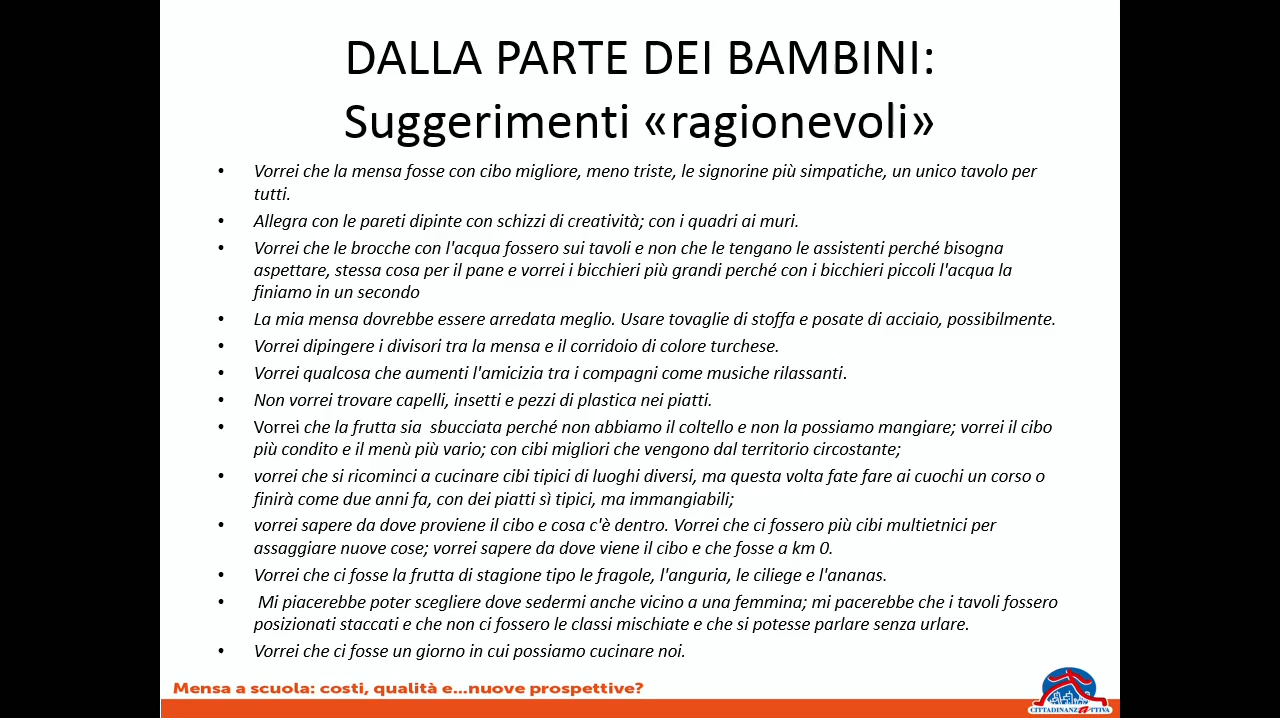 DALLA PARTE DEI BAMBINI:
Suggerimenti «ragionevoli»
• Vorrei che la mensa fosse con cibo migliore, meno triste, le signorine più simpatiche, un unico tavolo per
tutti.
• Allegra con le pareti dipinte con schizzi di creatività; con i quadri ai muri.
• Vorrei che le brocche con l'acqua fossero sui tavoli e non che le tengano le assistenti perché bisogna
aspettare, stessa cosa per il pane e vorrei i bicchieri più grandi perché con i bicchieri piccoli l'acqua la
finiamo in un secondo
• La mia mensa dovrebbe essere arredata meglio. Usare tovaglie di stoffa e posate di acciaio, possibilmente.
• Vorrei dipingere i divisori tra la mensa e il corridoio di colore turchese.
• Vorrei qualcosa che aumenti l'amicizia tra i compagni come musiche rilassanti.
• Non vorrei trovare capelli, insetti e pezzi di plastica nei piatti.
• Vorrei che la frutta sia  sbucciata perché non abbiamo il coltello e non la possiamo mangiare; vorrei il cibo
più condito e il menù più vario; con cibi migliori che vengono dal territorio circostante;
• vorrei che si ricominci a cucinare cibi tipici di luoghi diversi, ma questa volta fate fare ai cuochi un corso o
finirà come due anni fa, con dei piatti sì tipici, ma immangiabili;
• vorrei sapere da dove proviene il cibo e cosa c'è dentro. Vorrei che ci fossero più cibi multietnici per
assaggiare nuove cose; vorrei sapere da dove viene il cibo e che fosse a km 0.
• Vorrei che ci fosse la frutta di stagione tipo le fragole, l'anguria, le ciliege e l'ananas.
• Mi piacerebbe poter scegliere dove sedermi anche vicino a una femmina; mi pacerebbe che i tavoli fossero
posizionati staccati e che non ci fossero le classi mischiate e che si potesse parlare senza urlare.
• Vorrei che ci fosse un giorno in cui possiamo cucinare noi.
Mensa a scuola: costi, qualità e...nuove prospettive?
CITTADINANZATTIVA